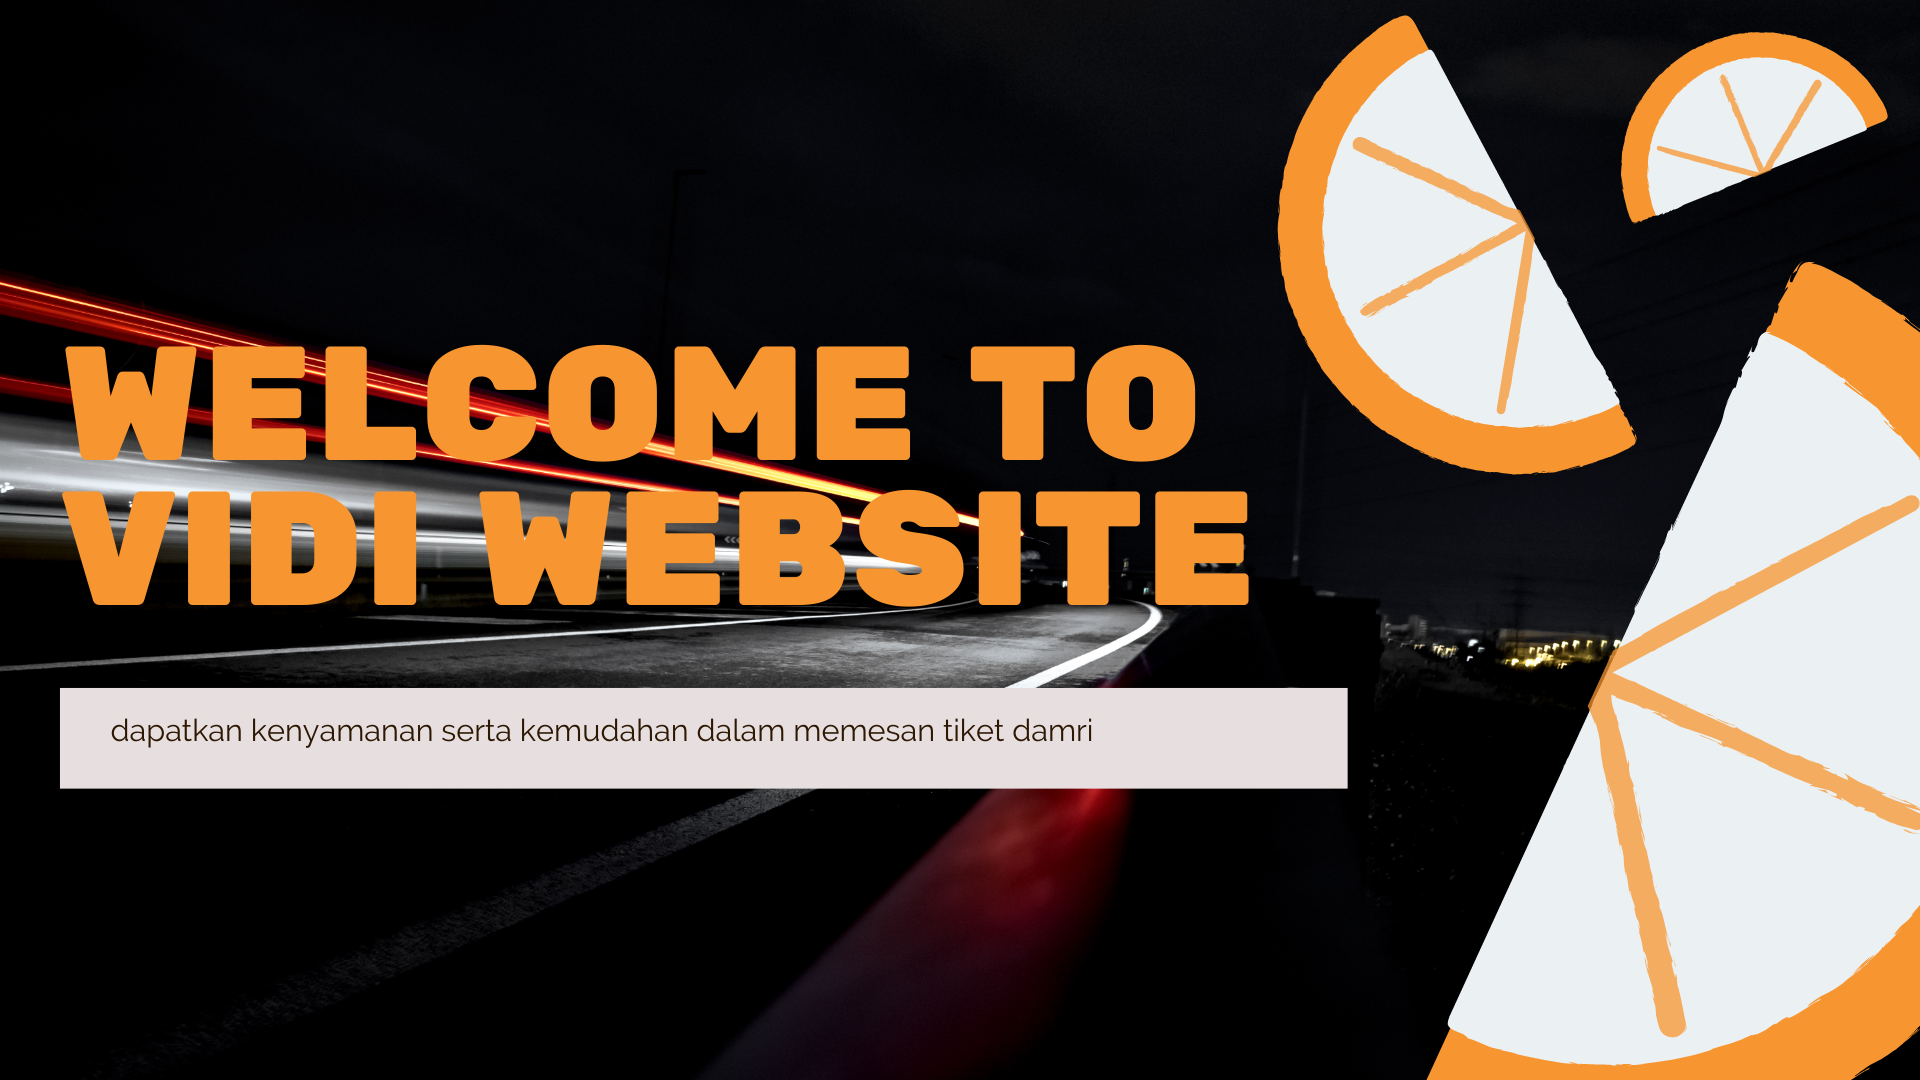 WELCOME TO
VIDI WEBSITE
dapatkan kenyamanan serta kemudahan dalam memesan tiket damri